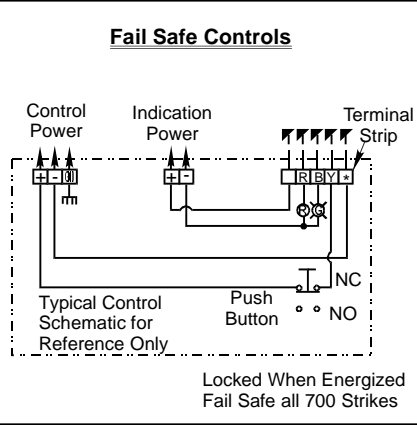 Fail Safe Controls
Control
Power
Indication
Power
Terminal
Strip
+ -
+ -
R B Y *
R G
NC
Push
Button
NO
Typical Control
Schematic for
Reference Only
Locked When Energized
Fail Safe all 700 Strikes